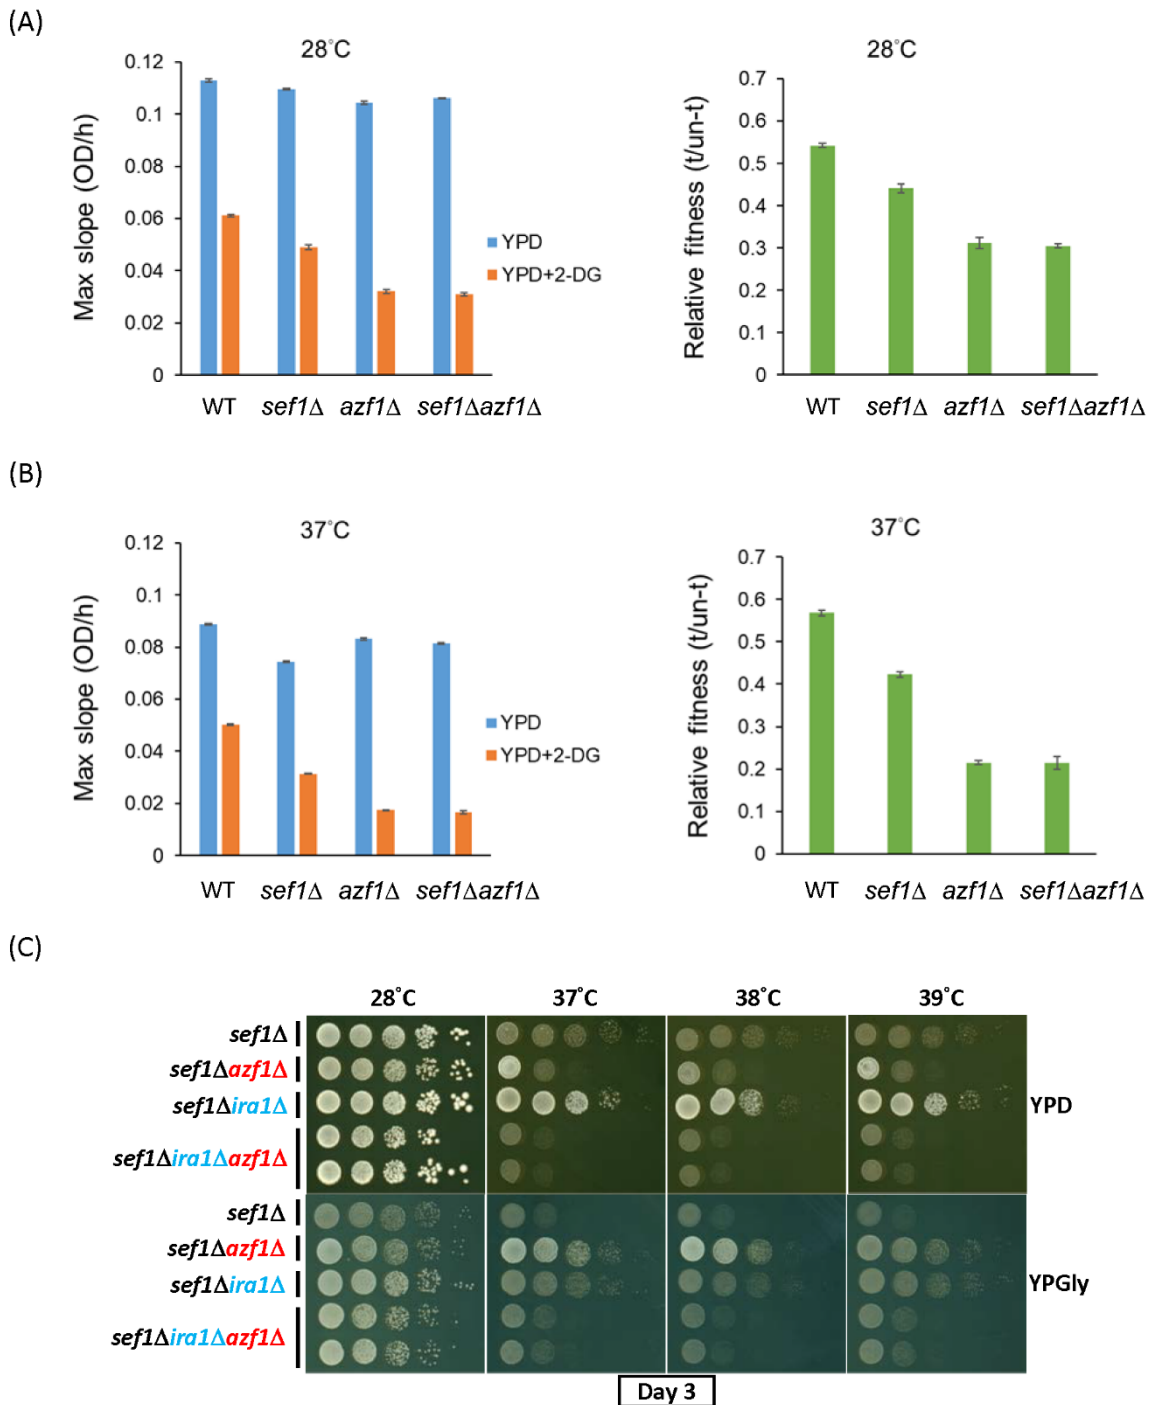 (A)
28°C
0.12
0.1
0.08
0.06
0.04
0.02
0
Max slope (OD/h)
YPD
YPD+2-DG
WT sef1Δ azf1Δ sef1Δazf1Δ
28°C
0.7
0.6
0.5
0.4
0.3
0.2
0.1
0
Relative fitness (t/un-t)
WT sef1Δ azf1Δ sef1Δazf1Δ
(B)
37°C
0.12
0.1
0.08
0.06
0.04
0.02
0
Max slope (OD/h)
YPD
YPD+2-DG
WT sef1Δ azf1Δ sef1Δazf1Δ
37°C
0.7
0.6
0.5
0.4
0.3
0.2
0.1
0
Relative fitness (t/un-t)
WT sef1Δ azf1Δ sef1Δazf1Δ
(C)
28°C 37°C 38°C 39°C
sef1Δ
sef1Δazf1Δ
sef1Δira1Δ
sef1Δira1Δazf1Δ
YPD
sef1Δ
sef1Δazf1Δ
sef1Δira1Δ
sef1Δira1Δazf1Δ
YPGly
Day 3